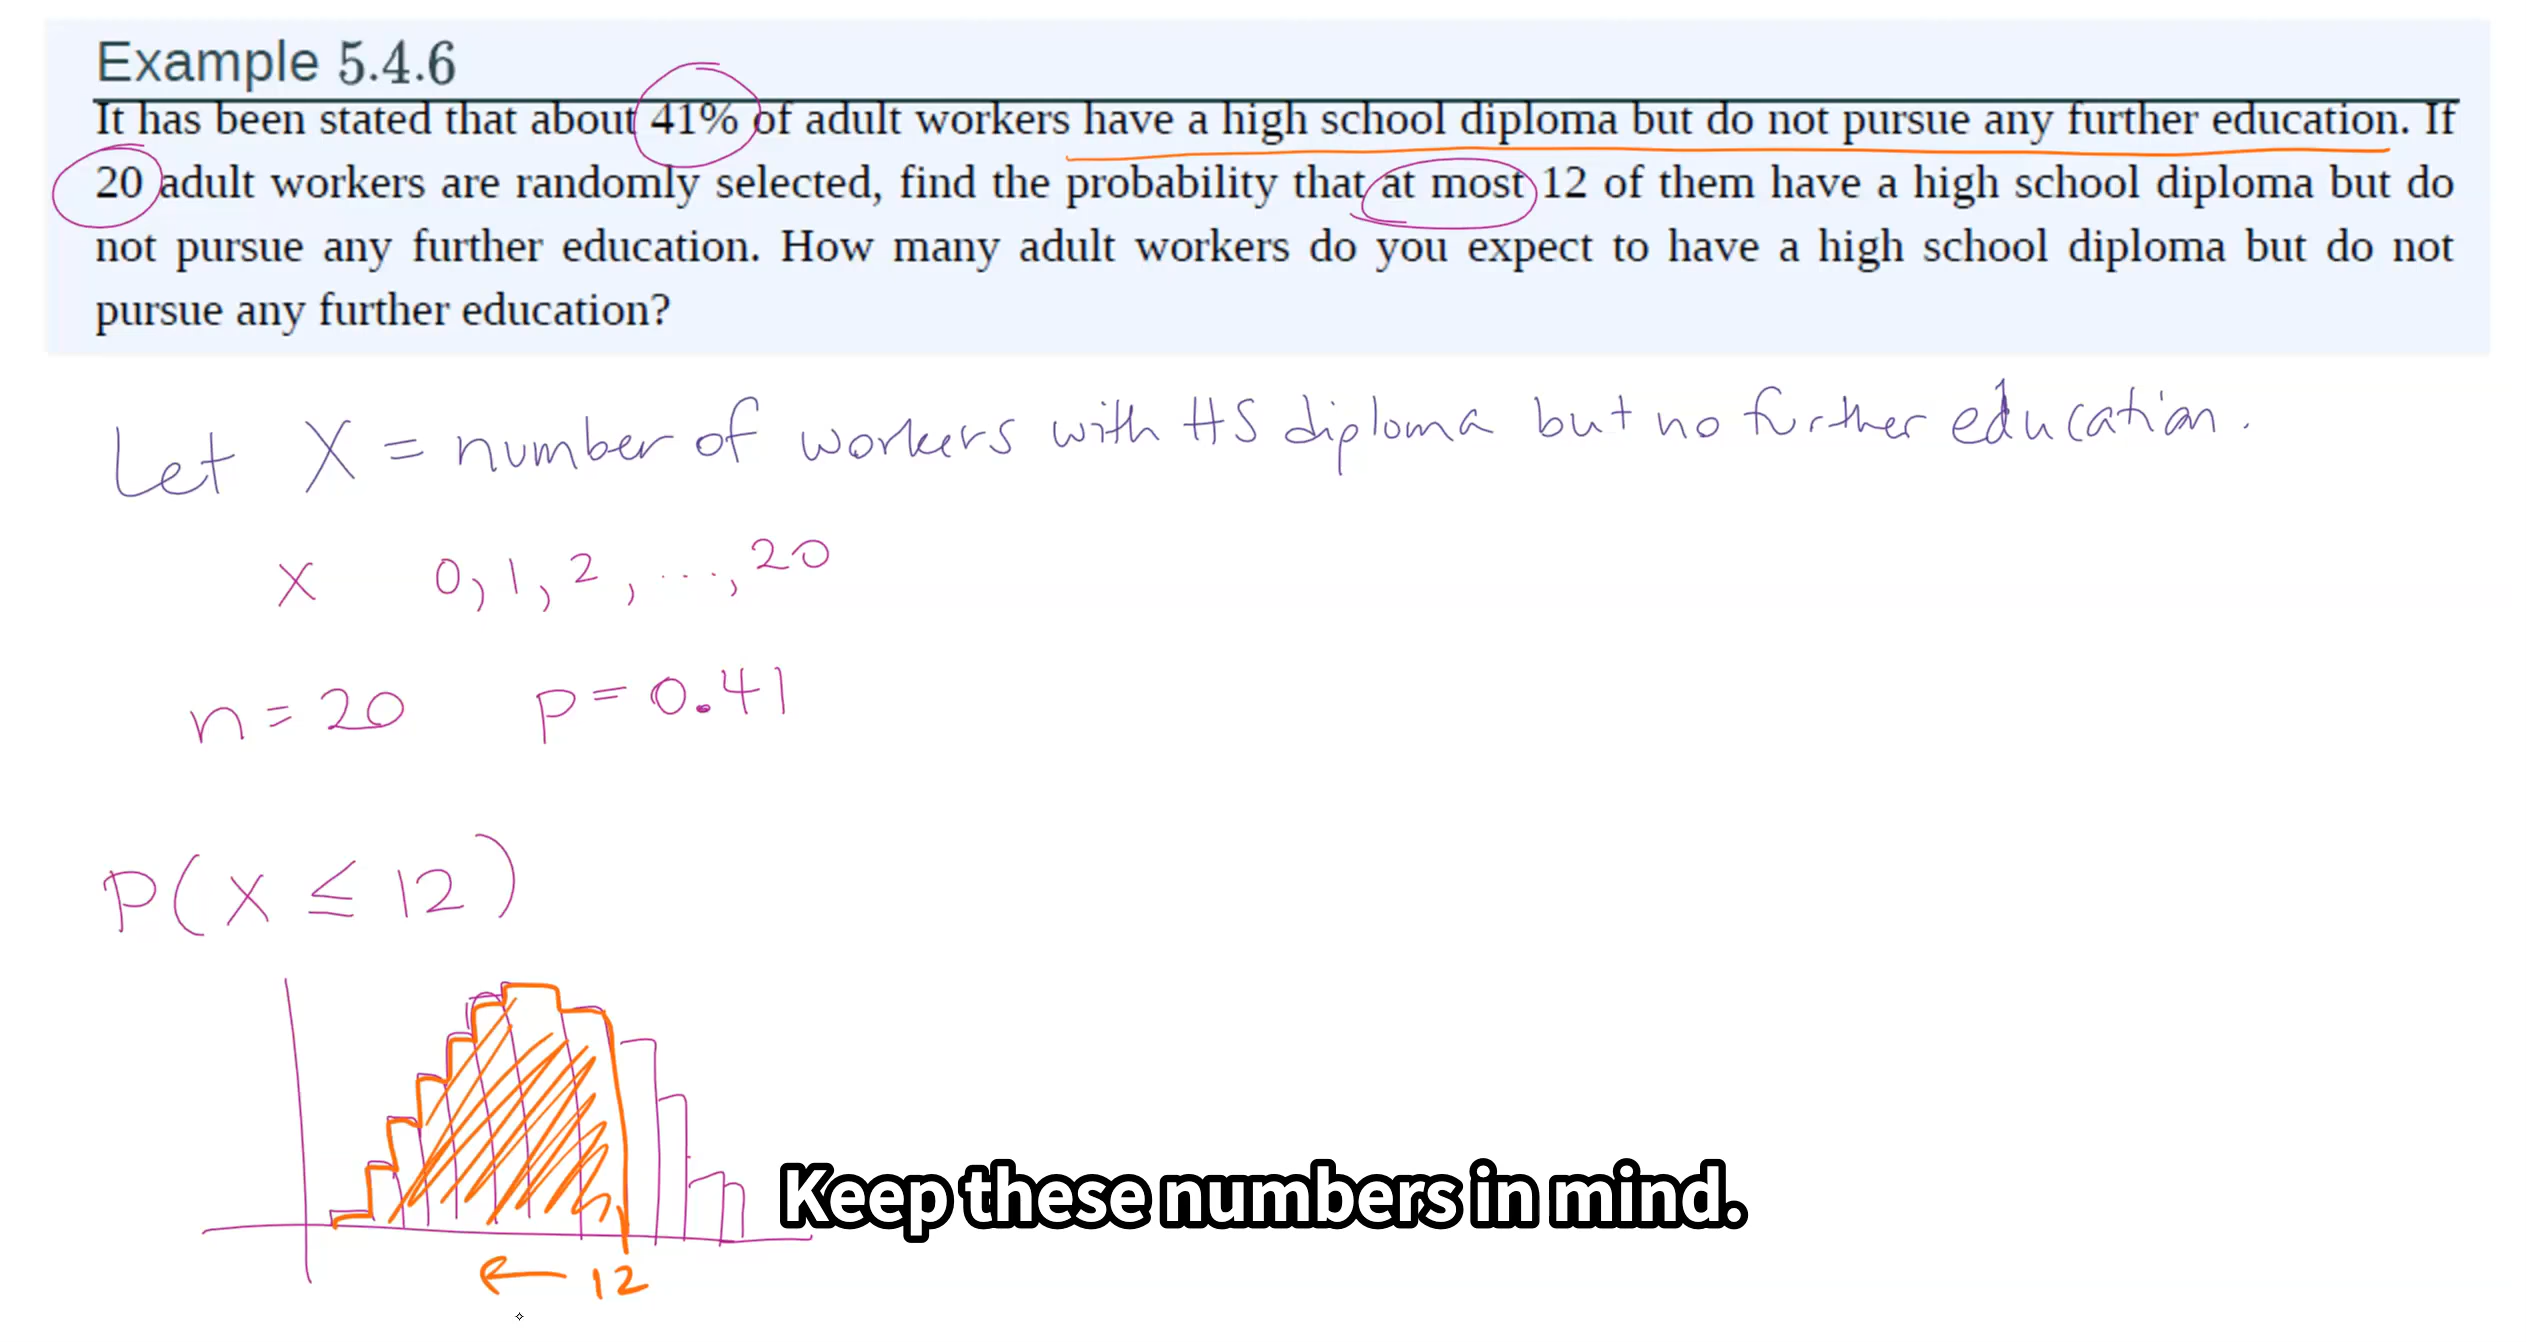 Example 5.4.6
It has been stated that about 41% of adult workers have a high school diploma but do not pursue any further education. If
20 adult workers are randomly selected, find the probability that at most 12 of them have a high school diploma but do
not pursue any further education. How many adult workers do you expect to have a high school diploma but do not
pursue any further education?
Let X = number of workers with HS diploma but no further education.
X 0, 1, 2, ..., 20
n = 20 p = 0.41
P(X ≤ 12)
Keep these numbers in mind.
← 12